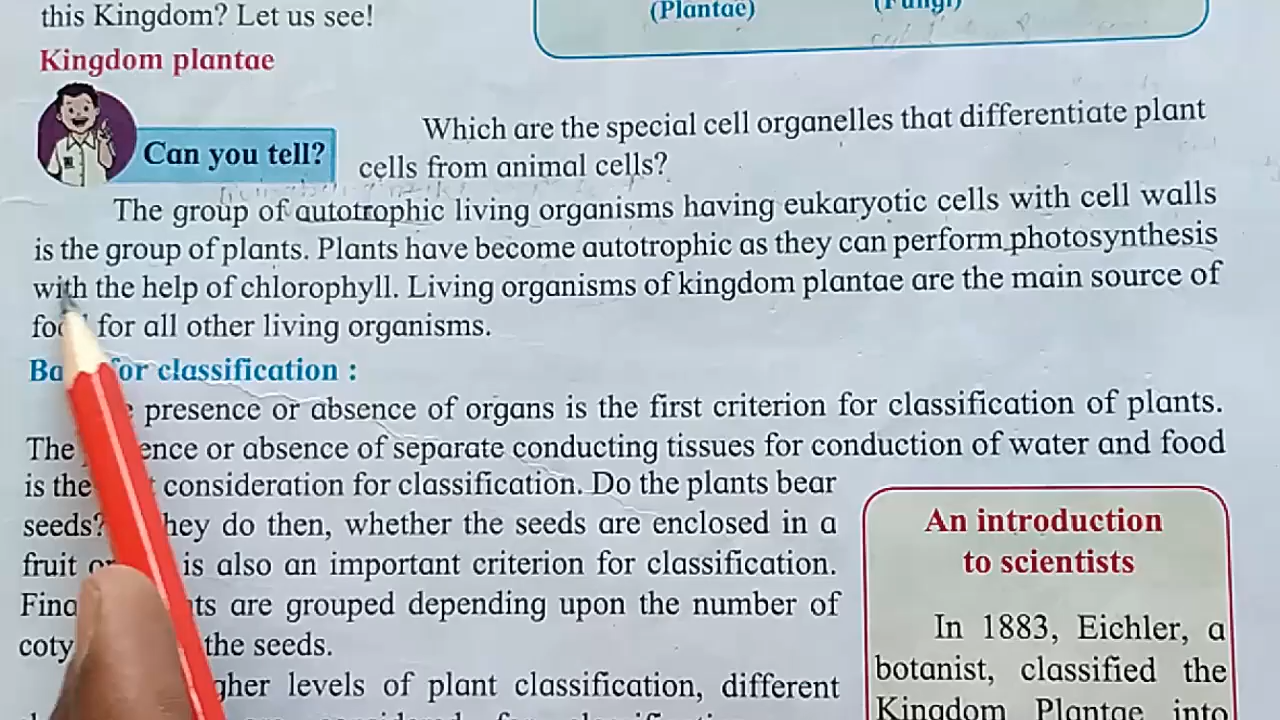 this Kingdom? Let us see!
(Plantae)
(Fungi)
Kingdom plantae
Can you tell?
Which are the special cell organelles that differentiate plant
cells from animal cells?
The group of autotrophic living organisms having eukaryotic cells with cell walls
is the group of plants. Plants have become autotrophic as they can perform photosynthesis
with the help of chlorophyll. Living organisms of kingdom plantae are the main source of
for all other living organisms.
for classification :
presence or absence of organs is the first criterion for classification of plants.
The or absence of separate conducting tissues for conduction of water and food
is the consideration for classification. Do the plants bear
seeds? they do then, whether the seeds are enclosed in a
fruit is also an important criterion for classification.
are grouped depending upon the number of
the seeds.
levels of plant classification, different
An introduction
to scientists
In 1883, Eichler, a
botanist, classified the
Kingdom Plantae into